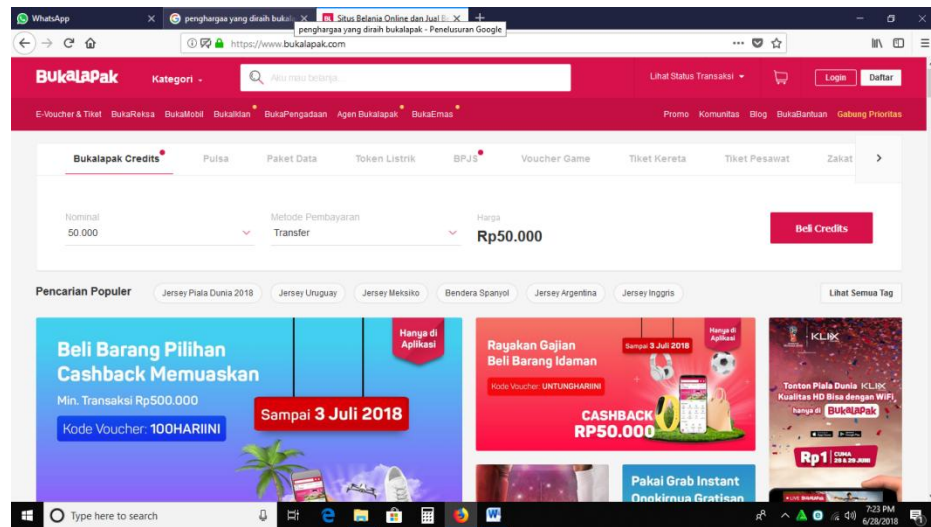 WhatsApp
penghargaa yang diraih bukala
Situs Belanja Online dan Jual B
penghargaa yang diraih bukalapak - Penelusuran Google
https://www.bukalapak.com
BukaLaPak
Kategori
Aku mau belanja...
Lihat Status Transaksi
Login
Daftar
E-Voucher & Tiket BukaReksa BukaMobil BukaIklan BukaPengadaan Agen Bukalapak BukaEmas
Promo Komunitas Blog BukaBantuan Gabung Prioritas
Bukalapak Credits Pulsa Paket Data Token Listrik BPJS Voucher Game Tiket Kereta Tiket Pesawat Zakat
Nominal
50.000
Metode Pembayaran
Transfer
Harga
Rp50.000
Beli Credits
Pencarian Populer
Jersey Piala Dunia 2018
Jersey Uruguay
Jersey Meksiko
Bendera Spanyol
Jersey Argentina
Jersey Inggris
Lihat Semua Tag
Beli Barang Pilihan
Cashback Memuaskan
Min. Transaksi Rp500.000
Kode Voucher: 100HARIINI
Hanya di
Aplikasi
Sampai 3 Juli 2018
Rayakan Gajian
Beli Barang Idaman
Kode Voucher: UNTUNGHARIINI
Sampai 3 Juli 2018
Hanya di
Aplikasi
CASHBACK
RP50.000
Pakai Grab Instant
Ongkirnya Gratisan
KLIX
Tonton Piala Dunia KLIX
Kualitas HD Bisa dengan WiFi
hanya di BukaLaPak
Rp1
CUMA
28 & 29 JUNI
Type here to search
7:23 PM
6/28/2018